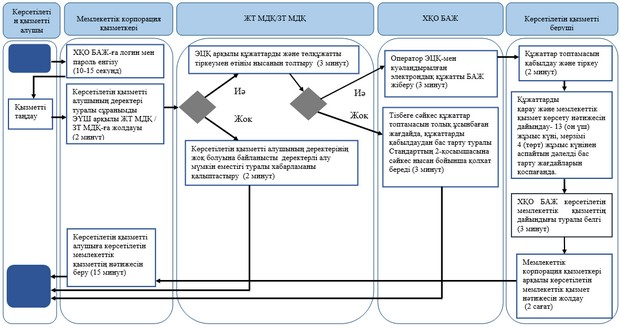 Көрсетілетін қызметті алушы
Мемлекеттік корпорация қызметкері
ЖТ МДҚ/ЗТ МДҚ
ХҚО БАЖ
Көрсетілетін қызметті беруші
ХҚО БАЖ-ға логин мен
пароль енгізу
(10-15 секунд)
Қызметті
таңдау
Көрсетілетін қызметті
алушының деректері
туралы сұранымды
ЭҮШ арқылы ЖТ МДҚ /
ЗТ МДҚ-ға жолдауы
(2 минут)
ЭЦҚ арқылы құжаттарды және телқұжатты
тіркеумен өтінім нысанын толтыру (3 минут)
Иә
Жоқ
Көрсетілетін қызметті алушының деректерінің
жоқ болуына байланысты деректерді алу
мүмкін еместігі туралы хабарламаны
қалыптастыру (2 минут)
Иә
Жоқ
Оператор ЭЦҚ-мен
куәландырылған
электрондық құжатты БАЖ
жіберу (3 минут)
Тізбеге сәйкес құжаттар
топтамасын толық ұсынбаған
жағдайда, құжаттарды
қабылдаудан бас тарту туралы
Стандарттың 2-қосымшасына
сәйкес нысан бойынша қолхат
береді (3 минут)
Құжаттар топтамасын
қабылдау және тіркеу
(2 минут)
Құжаттарды
қарау және мемлекеттік
қызмет көрсету нәтижесін
дайындау- 13 (он үш)
жұмыс күні, мерзімі
4 (төрт) жұмыс күнінен
аспайтын дәлелді бас
тарту жағдайларын
қоспағанда.
ХҚО БАЖ көрсетілетін
мемлекеттік қызметтің
дайындығы туралы белгі
(3 минут)
Мемлекеттік
корпорация қызметкері
арқылы көрсетілетін
мемлекеттік қызмет
нәтижесін жолдау
(2 сағат)
Көрсетілетін қызметті
алушыға көрсетілетін
мемлекеттік
қызметтің нәтижесін
беру (15 минут)